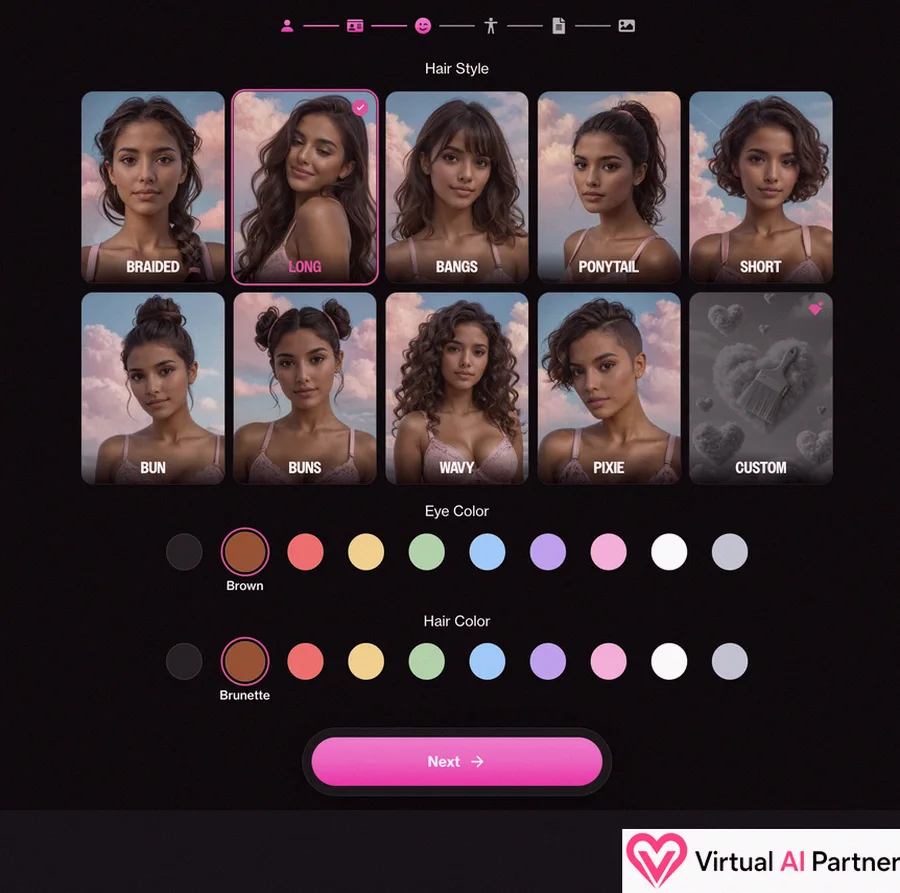 Hair Style
BRAIDED
LONG
BANGS
PONYTAIL
SHORT
BUN
BUNS
WAVY
PIXIE
CUSTOM
Eye Color
Brown
Hair Color
Brunette
Next →
Virtual AI Partner